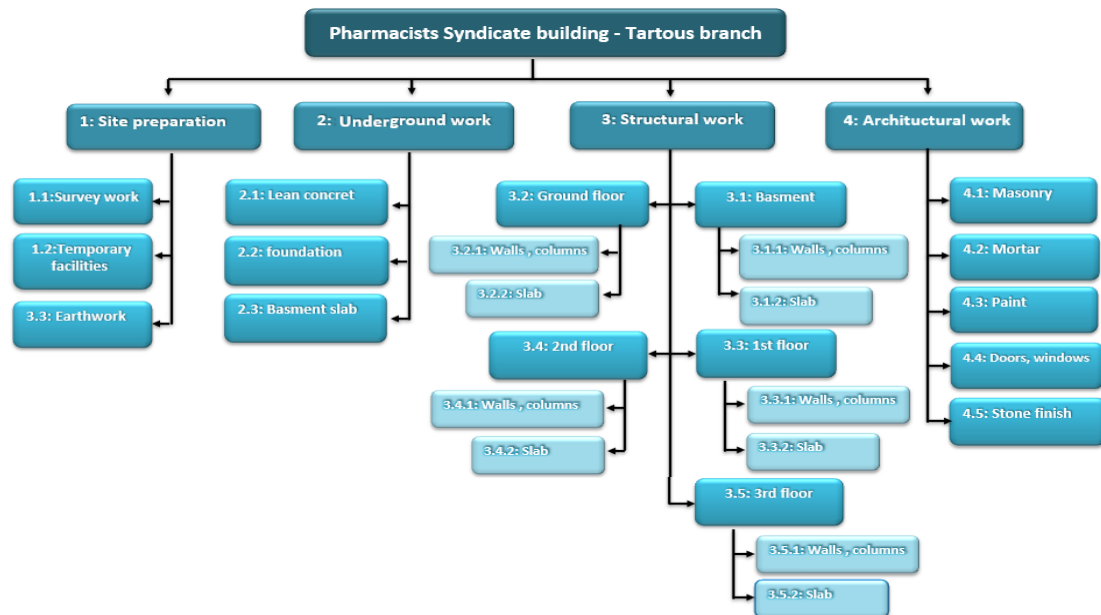 Pharmacists Syndicate building - Tartous branch
1: Site preparation
2: Underground work
3: Structural work
4: Archituctural work
1.1:Survey work
1.2:Temporary
facilities
3.3: Earthwork
2.1: Lean concret
2.2: foundation
2.3: Basment slab
3.2: Ground floor
3.2.1: Walls , columns
3.2.2: Slab
3.1: Basment
3.1.1: Walls , columns
3.1.2: Slab
3.4: 2nd floor
3.4.1: Walls , columns
3.4.2: Slab
3.3: 1st floor
3.3.1: Walls , columns
3.3.2: Slab
3.5: 3rd floor
3.5.1: Walls , columns
3.5.2: Slab
4.1: Masonry
4.2: Mortar
4.3: Paint
4.4: Doors, windows
4.5: Stone finish